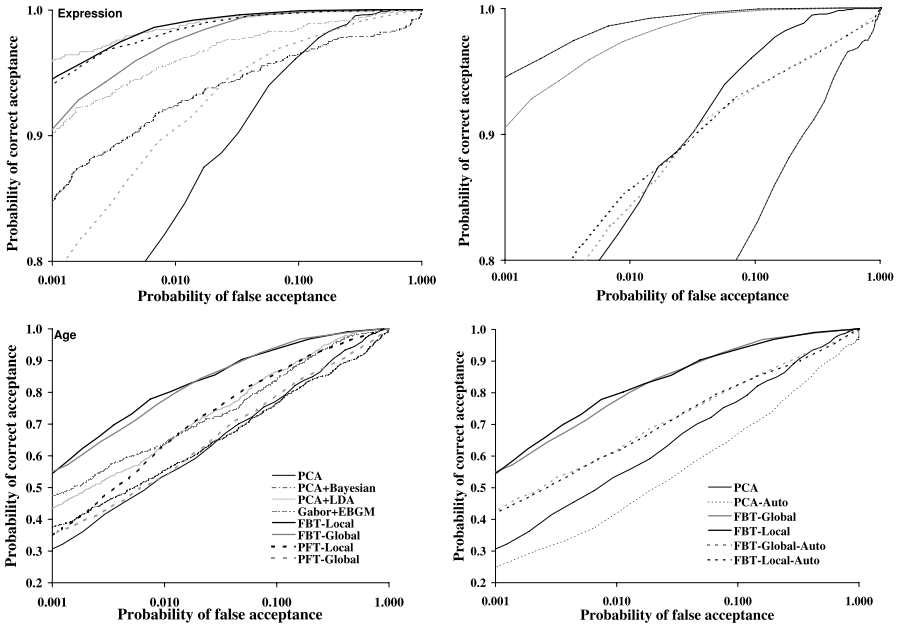 Expression
Probability of correct acceptance
1.0
0.9
0.8
0.001 0.010 0.100 1.000
Probability of false acceptance
Probability of correct acceptance
1.0
0.9
0.8
0.001 0.010 0.100 1.000
Probability of false acceptance
Age
Probability of correct acceptance
1.0
0.9
0.8
0.7
0.6
0.5
0.4
0.3
0.2
PCA
PCA+Bayesian
PCA+LDA
Gabor+EBGM
FBT-Local
FBT-Global
PFT-Local
PFT-Global
0.001 0.010 0.100 1.000
Probability of false acceptance
Probability of correct acceptance
1.0
0.9
0.8
0.7
0.6
0.5
0.4
0.3
0.2
PCA
PCA-Auto
FBT-Global
FBT-Local
FBT-Global-Auto
FBT-Local-Auto
0.001 0.010 0.100 1.000
Probability of false acceptance